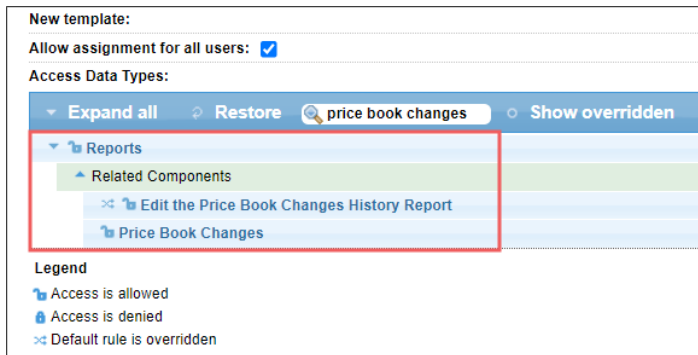 New template:
Allow assignment for all users:
Access Data Types:
Expand all Restore price book changes Show overridden
Reports
Related Components
Edit the Price Book Changes History Report
Price Book Changes
Legend
Access is allowed
Access is denied
Default rule is overridden